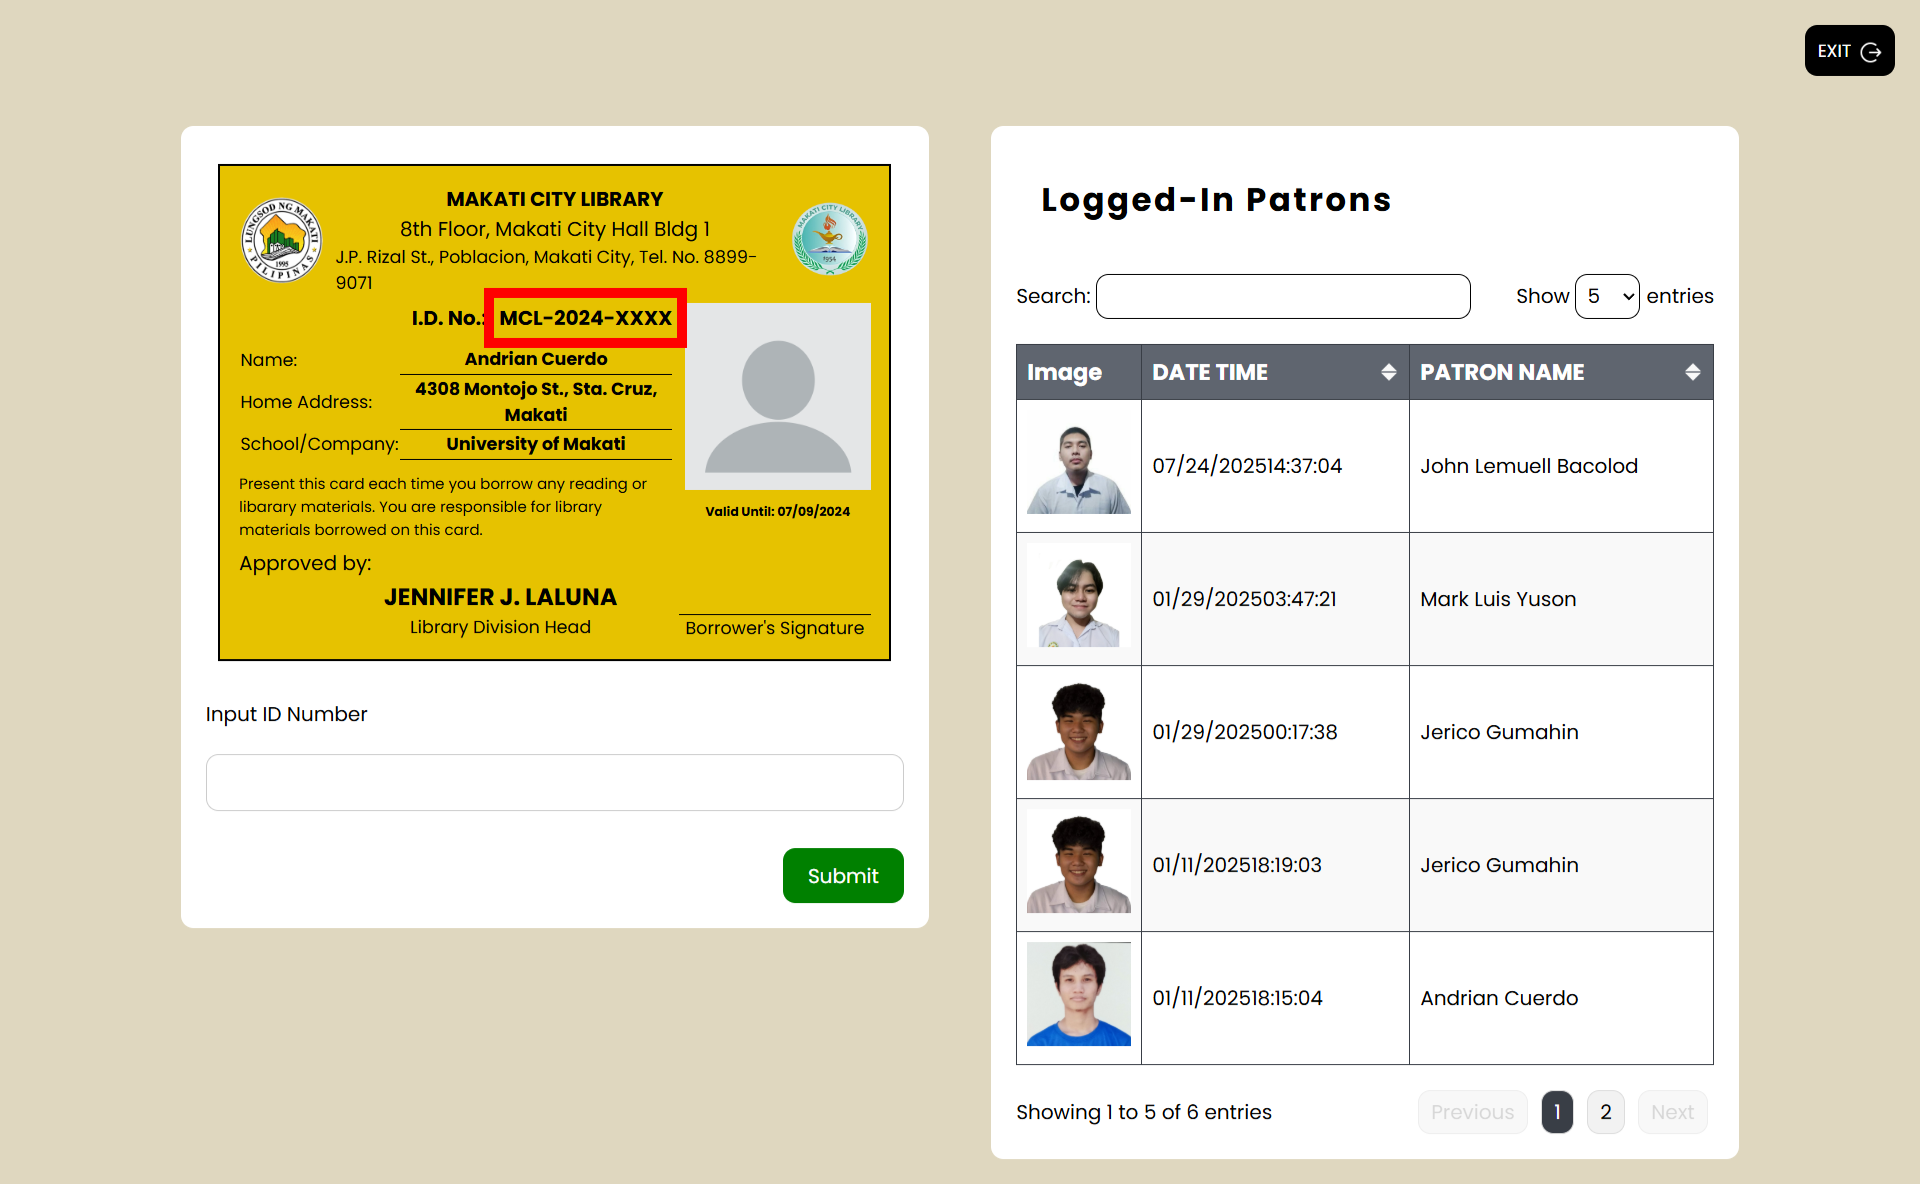 EXIT
LUNGSOD NG MAKATI
PILIPINAS
1995
MAKATI CITY LIBRARY
8th Floor, Makati City Hall Bldg 1
J.P. Rizal St., Poblacion, Makati City, Tel. No. 8899-
9071
MAKATI CITY LIBRARY
1954
I.D. No.: MCL-2024-XXXX
Name: Andrian Cuerdo
Home Address: 4308 Montojo St., Sta. Cruz,
Makati
School/Company: University of Makati
Present this card each time you borrow any reading or
libarary materials. You are responsible for library
materials borrowed on this card.
Valid Until: 07/09/2024
Approved by:
JENNIFER J. LALUNA
Library Division Head
Borrower's Signature
Input ID Number
Submit
Logged-In Patrons
Search:
Show 5 entries
Image DATE TIME PATRON NAME
07/24/202514:37:04 John Lemuell Bacolod
01/29/202503:47:21 Mark Luis Yuson
01/29/202500:17:38 Jerico Gumahin
01/11/202518:19:03 Jerico Gumahin
01/11/202518:15:04 Andrian Cuerdo
Showing 1 to 5 of 6 entries
Previous 1 2 Next